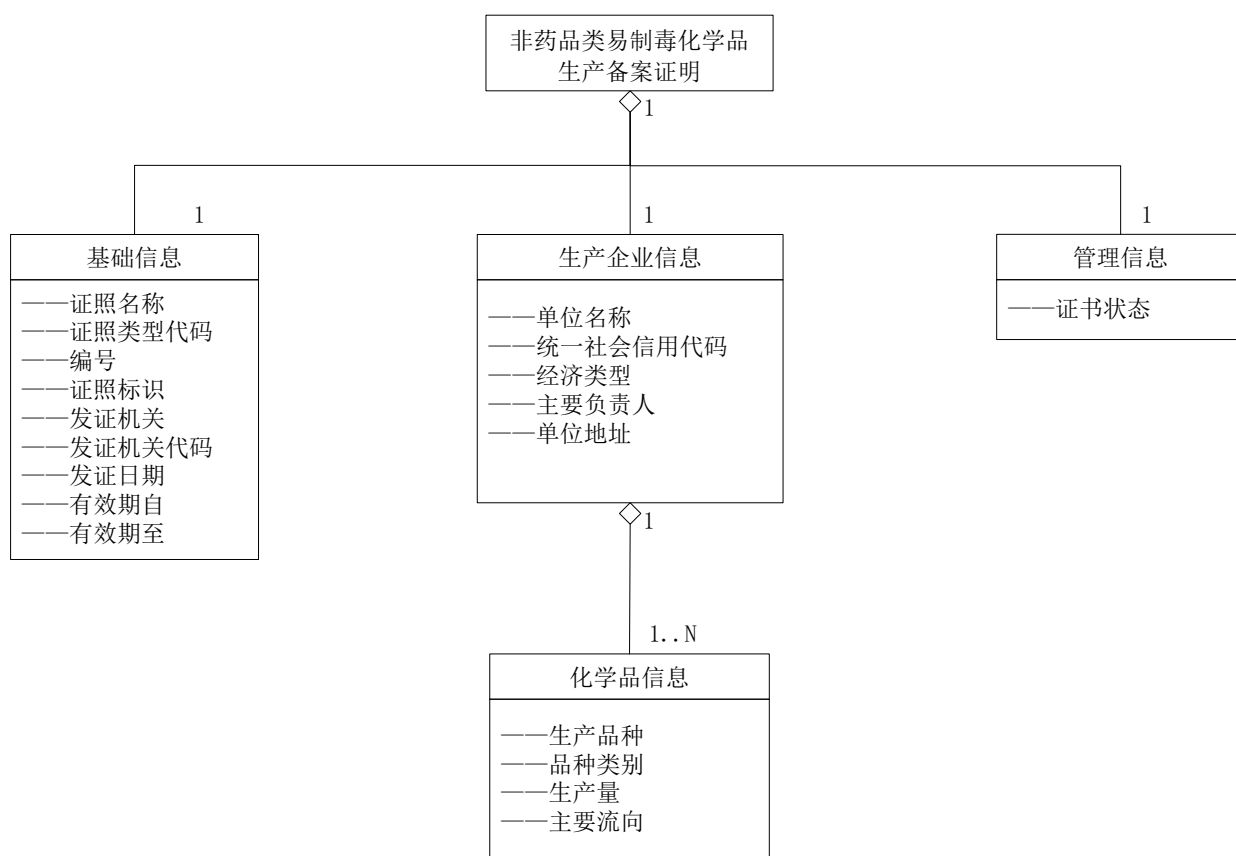 非药品类易制毒化学品
生产备案证明
1
1
1
1
基础信息
——证照名称
——证照类型代码
——编号
——证照标识
——发证机关
——发证机关代码
——发证日期
——有效期自
——有效期至
生产企业信息
——单位名称
——统一社会信用代码
——经济类型
——主要负责人
——单位地址
管理信息
——证书状态
1
1..N
化学品信息
——生产品种
——品种类别
——生产量
——主要流向